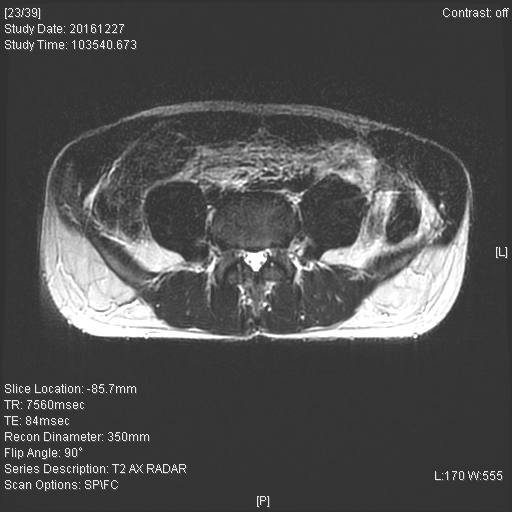 [23/39]
Contrast: off
Study Date: 20161227
Study Time: 103540.673
[L]
Slice Location: -85.7mm
TR: 7560msec
TE: 84msec
Recon Dinameter: 350mm
Flip Angle: 90°
Series Description: T2 AX RADAR
Scan Options: SP\FC
L:170 W:555
[P]